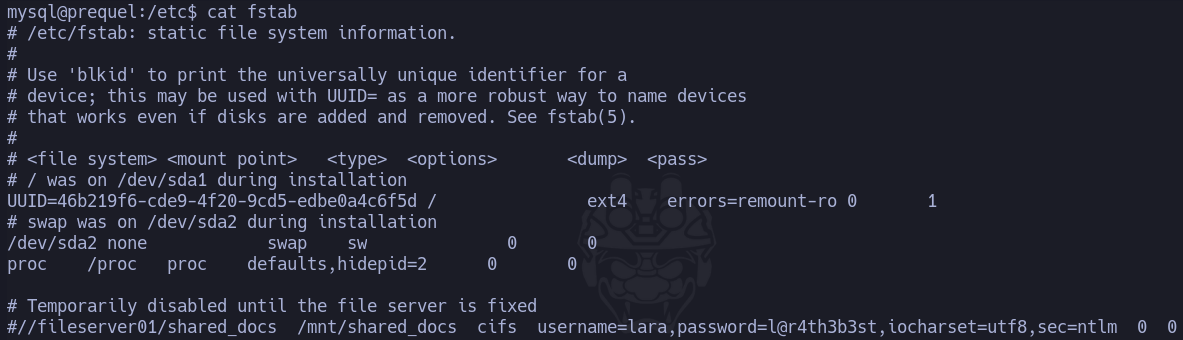 mysql@prequel:/etc$ cat fstab
# /etc/fstab: static file system information.
#
# Use 'blkid' to print the universally unique identifier for a
# device; this may be used with UUID= as a more robust way to name devices
# that works even if disks are added and removed. See fstab(5).
#
# <file system> <mount point>   <type>  <options>       <dump>  <pass>
# / was on /dev/sda1 during installation
UUID=46b219f6-cde9-4f20-9cd5-edbe0a4c6f5d /               ext4    errors=remount-ro 0       1
# swap was on /dev/sda2 during installation
/dev/sda2 none            swap    sw              0       0
proc    /proc   proc    defaults,hidepid=2      0       0
# Temporarily disabled until the file server is fixed
#//fileserver01/shared_docs  /mnt/shared_docs  cifs  username=lara,password=l@r4th3b3st,iocharset=utf8,sec=ntlm  0  0